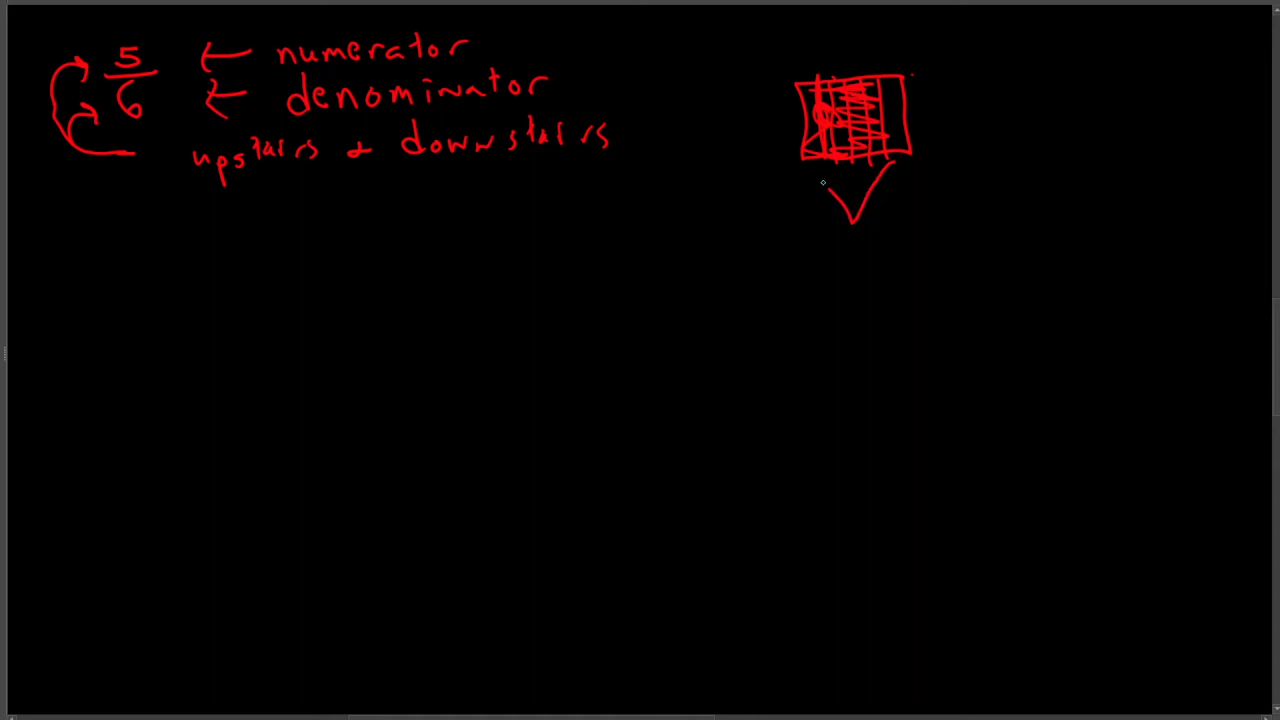 5 ← numerator
6 ← denominator
upstairs & downstairs